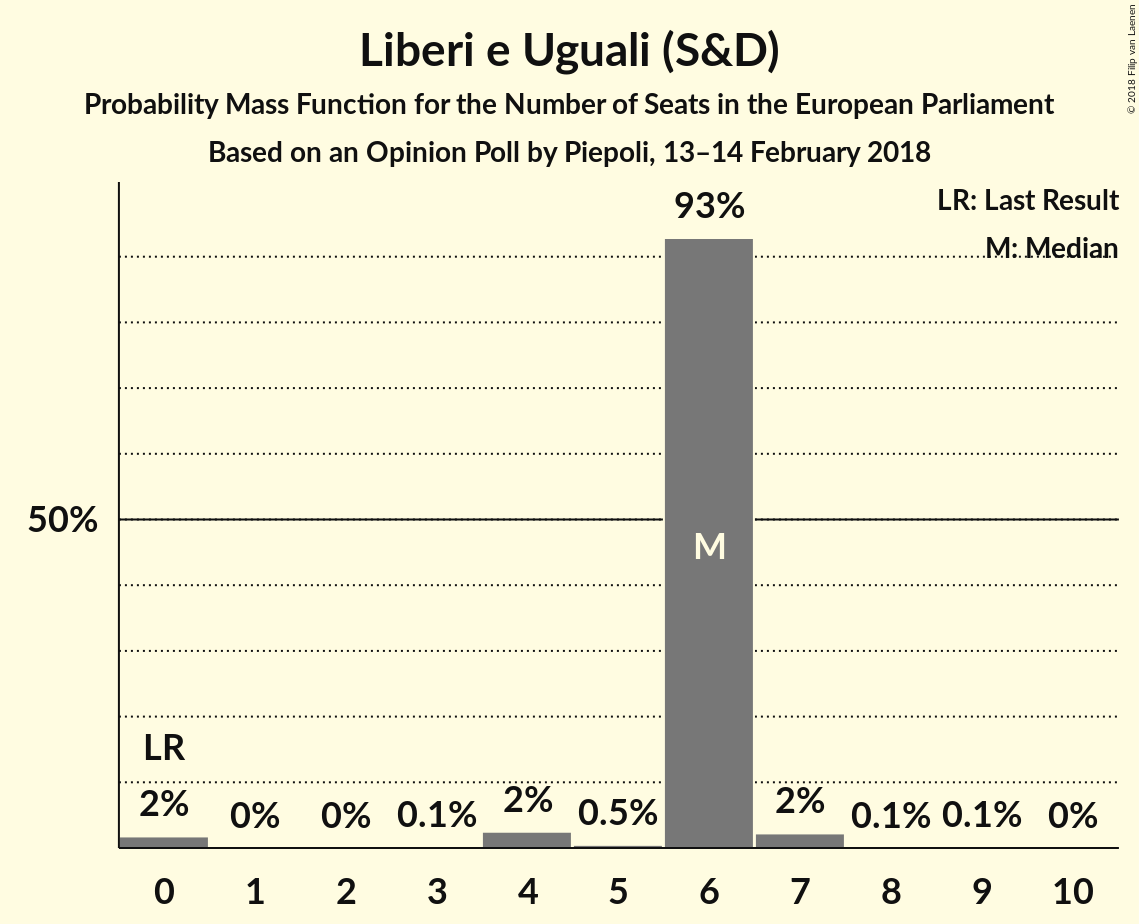 Liberi e Uguali (S&D)
Probability Mass Function for the Number of Seats in the European Parliament
Based on an Opinion Poll by Piepoli, 13–14 February 2018
© 2018 Filip van Laenen
LR: Last Result
M: Median
93%
50%
M
LR
2% 0% 0% 0.1% 2% 0.5% 2% 0.1% 0.1% 0%
0 1 2 3 4 5 6 7 8 9 10